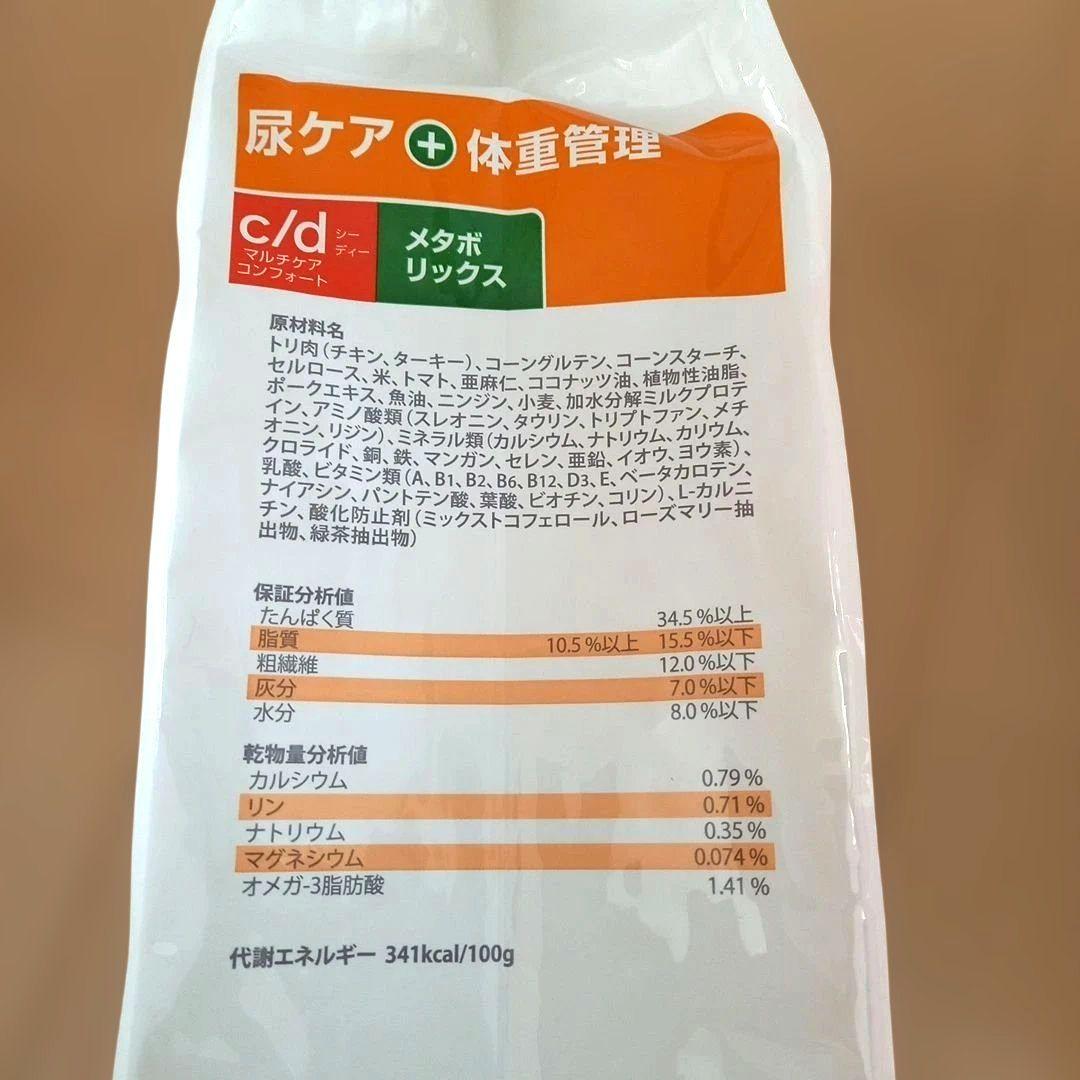 尿ケア + 体重管理
c/d シーディー
マルチケア
コンフォート
メタボ
リックス
原材料名
トリ肉(チキン、ターキー)、コーングルテン、コーンスターチ、
セルロース、米、トマト、亜麻仁、ココナッツ油、植物性油脂、
ポークエキス、魚油、ニンジン、小麦、加水分解ミルクプロテ
イン、アミノ酸類(スレオニン、タウリン、トリプトファン、メチ
オニン、リジン)、ミネラル類(カルシウム、ナトリウム、カリウム、
クロライド、銅、鉄、マンガン、セレン、亜鉛、イオウ、ヨウ素)、
乳酸、ビタミン類(A、B1、B2、B6、B12、D3、E、ベータカロテン、
ナイアシン、パントテン酸、葉酸、ビオチン、コリン)、L-カルニ
チン、酸化防止剤(ミックストコフェロール、ローズマリー抽
出物、緑茶抽出物)
保証分析値
たんぱく質 34.5%以上
脂質 10.5%以上 15.5%以下
粗繊維 12.0%以下
灰分 7.0%以下
水分 8.0%以下
乾物量分析値
カルシウム 0.79%
リン 0.71%
ナトリウム 0.35%
マグネシウム 0.074%
オメガ-3脂肪酸 1.41%
代謝エネルギー 341kcal/100g